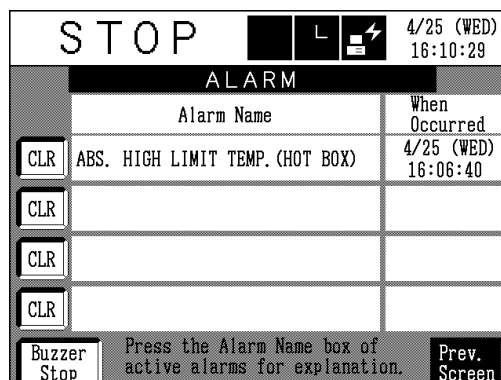 STOP
4/25 (WED)
16:10:29
ALARM
Alarm Name
When
Occurred
CLR
ABS. HIGH LIMIT TEMP.(HOT BOX)
4/25 (WED)
16:06:40
CLR
CLR
CLR
Buzzer
Stop
Press the Alarm Name box of
active alarms for explanation.
Prev.
Screen